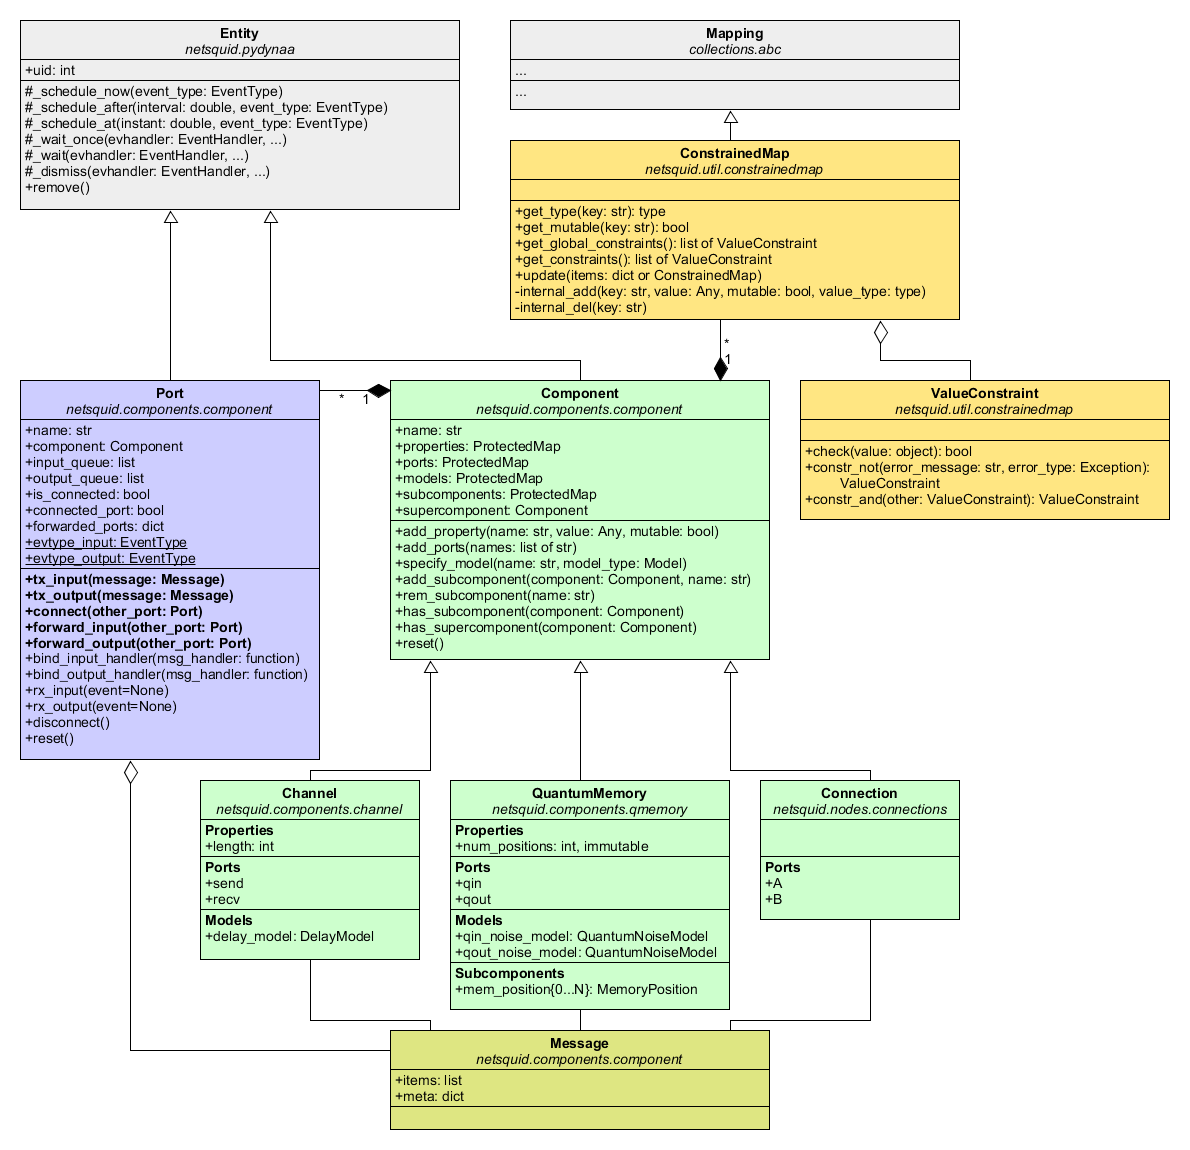 Entity
netsquid.pydynaa
+uid: int
#_schedule_now(event_type: EventType)
#_schedule_after(interval: double, event_type: EventType)
#_schedule_at(instant: double, event_type: EventType)
#_wait_once(evhandler: EventHandler, ...)
#_wait(evhandler: EventHandler, ...)
#_dismiss(evhandler: EventHandler, ...)
+remove()
Mapping
collections.abc
...
...
ConstrainedMap
netsquid.util.constrainedmap
+get_type(key: str): type
+get_mutable(key: str): bool
+get_global_constraints(): list of ValueConstraint
+get_constraints(): list of ValueConstraint
+update(items: dict or ConstrainedMap)
-internal_add(key: str, value: Any, mutable: bool, value_type: type)
-internal_del(key: str)
*
1
* 1
Port
netsquid.components.component
+name: str
+component: Component
+input_queue: list
+output_queue: list
+is_connected: bool
+connected_port: bool
+forwarded_ports: dict
+evtype_input: EventType
+evtype_output: EventType
+tx_input(message: Message)
+tx_output(message: Message)
+connect(other_port: Port)
+forward_input(other_port: Port)
+forward_output(other_port: Port)
+bind_input_handler(msg_handler: function)
+bind_output_handler(msg_handler: function)
+rx_input(event=None)
+rx_output(event=None)
+disconnect()
+reset()
Component
netsquid.components.component
+name: str
+properties: ProtectedMap
+ports: ProtectedMap
+models: ProtectedMap
+subcomponents: ProtectedMap
+supercomponent: Component
+add_property(name: str, value: Any, mutable: bool)
+add_ports(names: list of str)
+specify_model(name: str, model_type: Model)
+add_subcomponent(component: Component, name: str)
+rem_subcomponent(name: str)
+has_subcomponent(component: Component)
+has_supercomponent(component: Component)
+reset()
ValueConstraint
netsquid.util.constrainedmap
+check(value: object): bool
+constr_not(error_message: str, error_type: Exception):
ValueConstraint
+constr_and(other: ValueConstraint): ValueConstraint
Channel
netsquid.components.channel
Properties
+length: int
Ports
+send
+recv
Models
+delay_model: DelayModel
QuantumMemory
netsquid.components.qmemory
Properties
+num_positions: int, immutable
Ports
+qin
+qout
Models
+qin_noise_model: QuantumNoiseModel
+qout_noise_model: QuantumNoiseModel
Subcomponents
+mem_position{0...N}: MemoryPosition
Connection
netsquid.nodes.connections
Ports
+A
+B
Message
netsquid.components.component
+items: list
+meta: dict